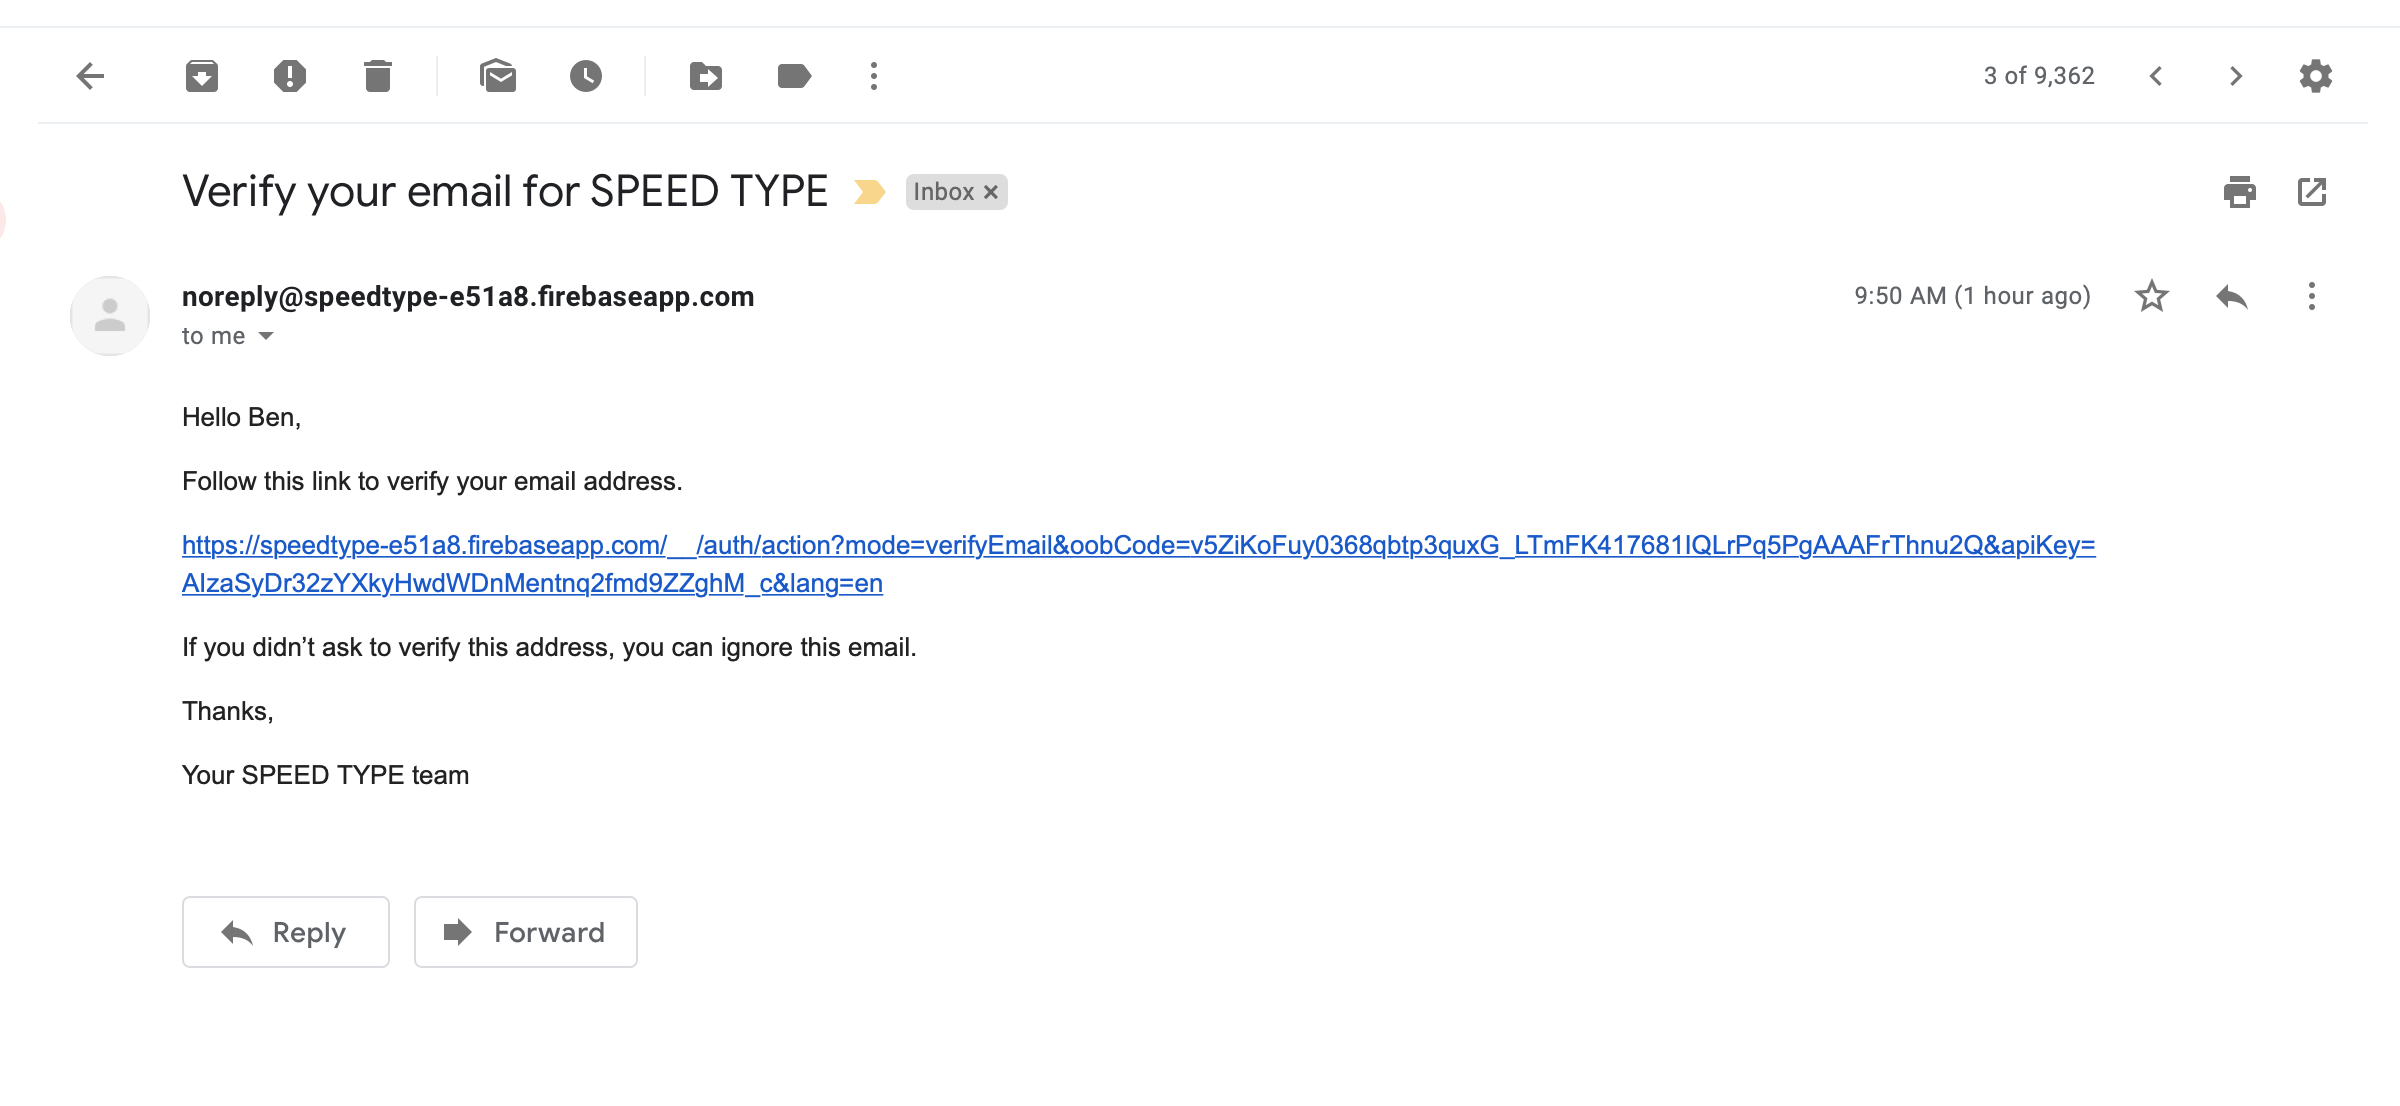 3 of 9,362
Verify your email for SPEED TYPE Inbox ×
noreply@speedtype-e51a8.firebaseapp.com 9:50 AM (1 hour ago)
to me
Hello Ben,
Follow this link to verify your email address.
https://speedtype-e51a8.firebaseapp.com/__/auth/action?mode=verifyEmail&oobCode=v5ZiKoFuy0368qbtp3quxG_LTmFK417681lQLrPq5PgAAAFrThnu2Q&apiKey=
AIzaSyDr32zYXkyHwdWDnMentnq2fmd9ZZghM_c&lang=en
If you didn’t ask to verify this address, you can ignore this email.
Thanks,
Your SPEED TYPE team
Reply Forward